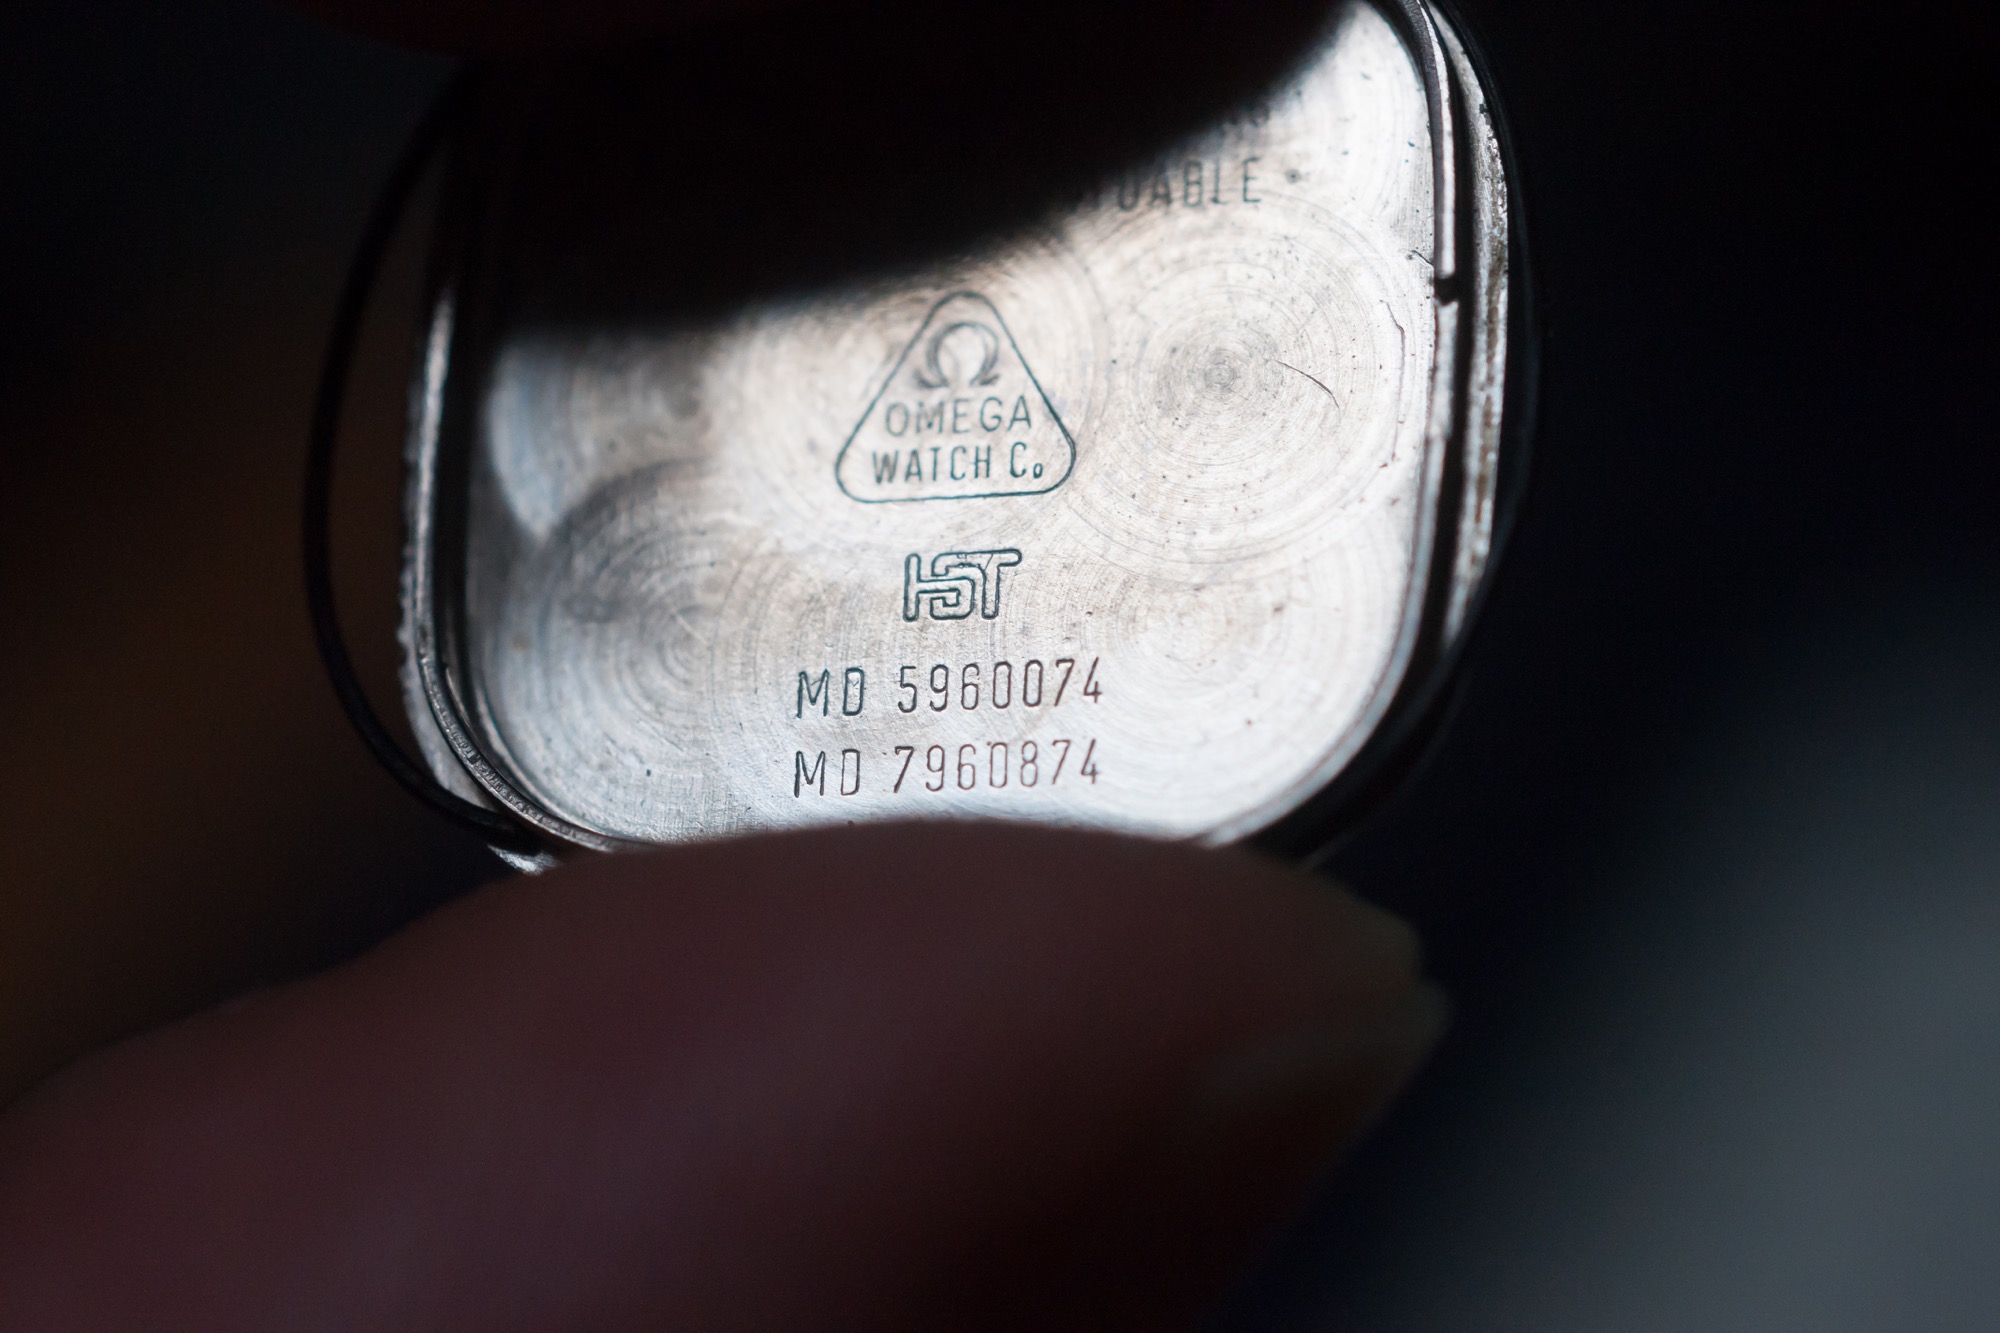 Ω
OMEGA
WATCH Co
HST
MD 5960074
MD 7960874